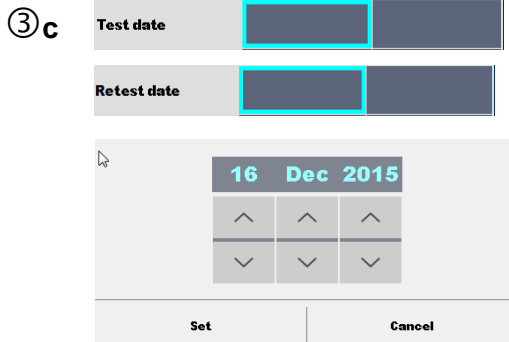 ③c
Test date
Retest date
16 Dec 2015
Set Cancel